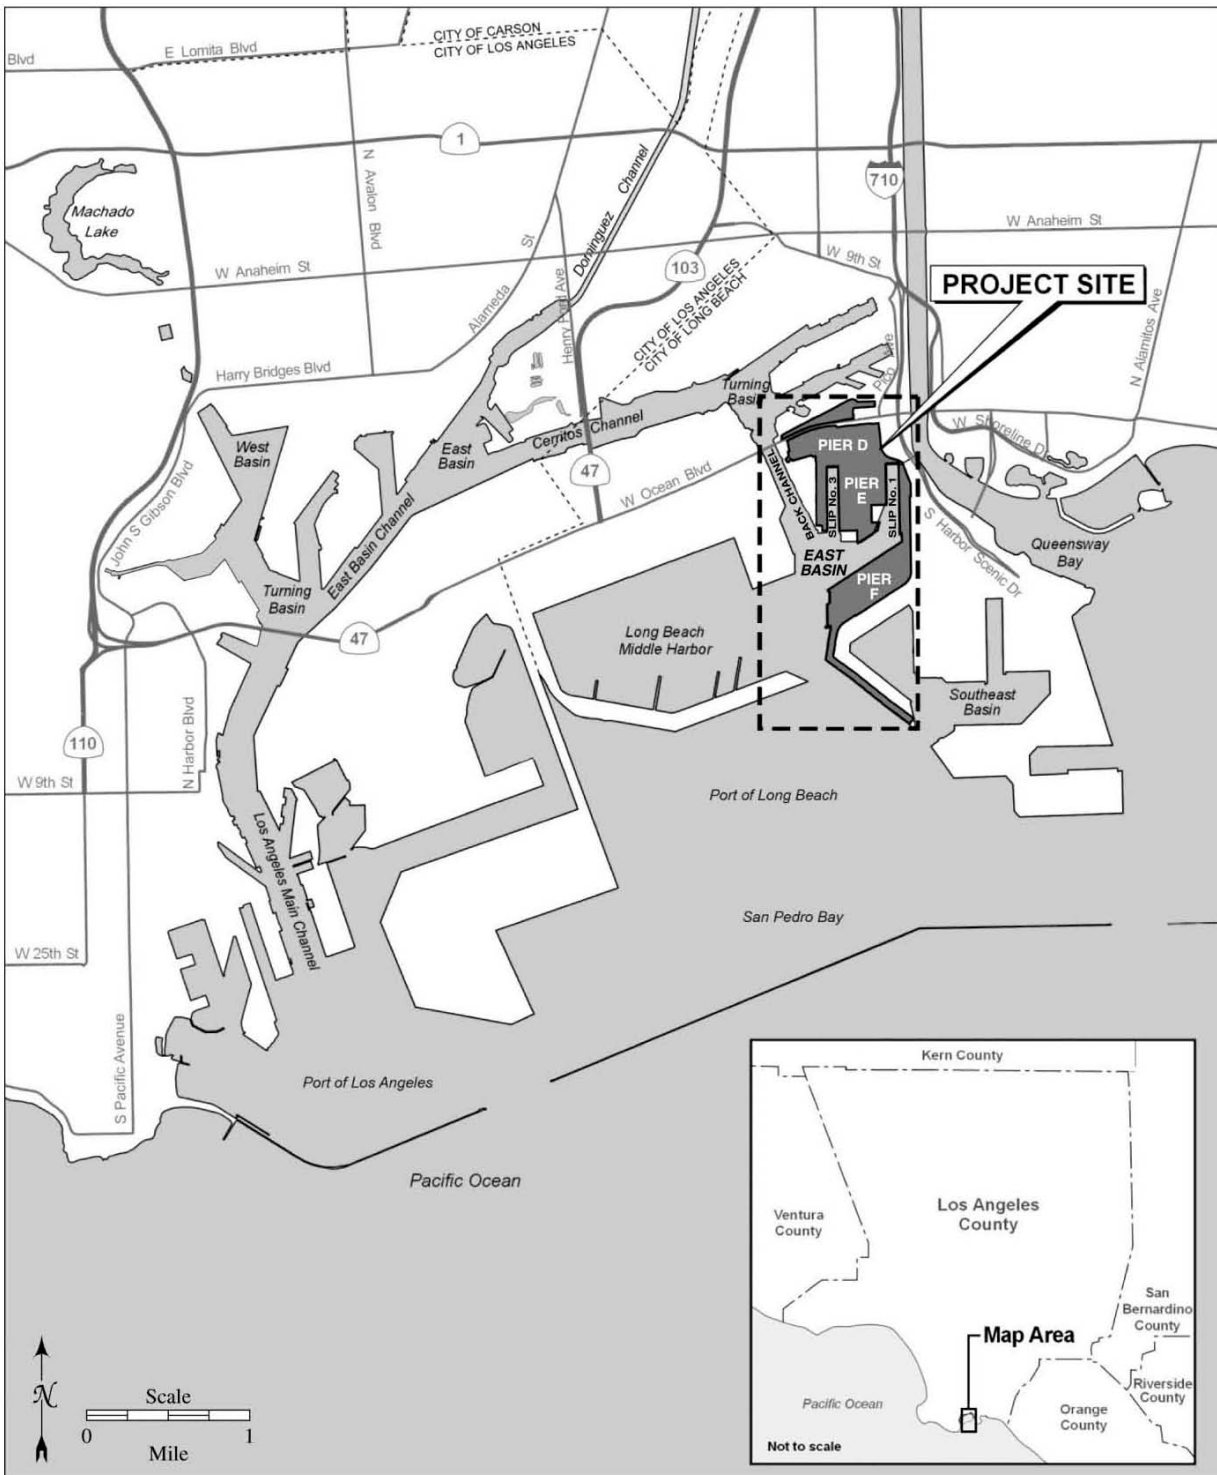 CITY OF CARSON
CITY OF LOS ANGELES
Blvd
E Lomita Blvd
1
N Avalon Blvd
Dominguez Channel
710
Machado
Lake
W Anaheim St
W Anaheim St
W 9th St
103
Alameda St
Henry Ford Ave
CITY OF LOS ANGELES
CITY OF LONG BEACH
PROJECT SITE
N Alamitos Ave
Pico Ave
Harry Bridges Blvd
Turning
Basin
Cerritos Channel
W Shoreline Dr
West
Basin
East
Basin
47
W Ocean Blvd
PIER D
PIER
E
SLIP No. 3
SLIP No. 1
BACK CHANNEL
John S Gibson Blvd
East Basin Channel
EAST
BASIN
S Harbor Scenic Dr
Queensway
Bay
Turning
Basin
PIER
F
47
Long Beach
Middle Harbor
Southeast
Basin
110
N Harbor Blvd
W 9th St
Port of Long Beach
Los Angeles Main Channel
San Pedro Bay
W 25th St
S Pacific Avenue
Port of Los Angeles
Pacific Ocean
Kern County
Los Angeles
County
Ventura
County
San
Bernardino
County
Map Area
Riverside
County
Orange
County
Pacific Ocean
Not to scale
N
Scale
0 1
Mile